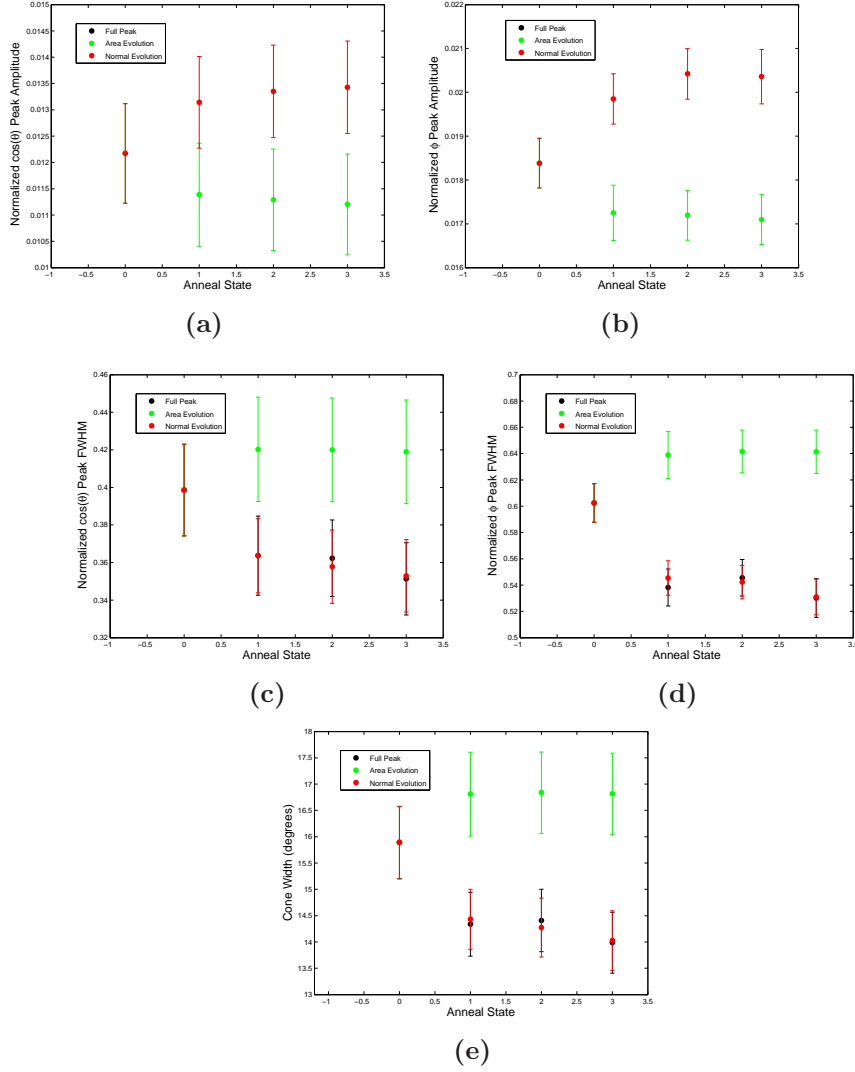 0.015
0.0145
0.014
0.0135
0.013
0.0125
0.012
0.0115
0.011
0.0105
0.01
−1 −0.5 0 0.5 1 1.5 2 2.5 3 3.5
Anneal State
Normalized cos(θ) Peak Amplitude
Full Peak
Area Evolution
Normal Evolution
(a)
0.022
0.021
0.02
0.019
0.018
0.017
0.016
−1 −0.5 0 0.5 1 1.5 2 2.5 3 3.5
Anneal State
Normalized ϕ Peak Amplitude
Full Peak
Area Evolution
Normal Evolution
(b)
0.46
0.44
0.42
0.4
0.38
0.36
0.34
0.32
−1 −0.5 0 0.5 1 1.5 2 2.5 3 3.5
Anneal State
Normalized cos(θ) Peak FWHM
Full Peak
Area Evolution
Normal Evolution
(c)
0.7
0.68
0.66
0.64
0.62
0.6
0.58
0.56
0.54
0.52
0.5
−1 −0.5 0 0.5 1 1.5 2 2.5 3 3.5
Anneal State
Normalized ϕ Peak FWHM
Full Peak
Area Evolution
Normal Evolution
(d)
18
17.5
17
16.5
16
15.5
15
14.5
14
13.5
13
−1 −0.5 0 0.5 1 1.5 2 2.5 3 3.5
Anneal State
Cone Width (degrees)
Full Peak
Area Evolution
Normal Evolution
(e)